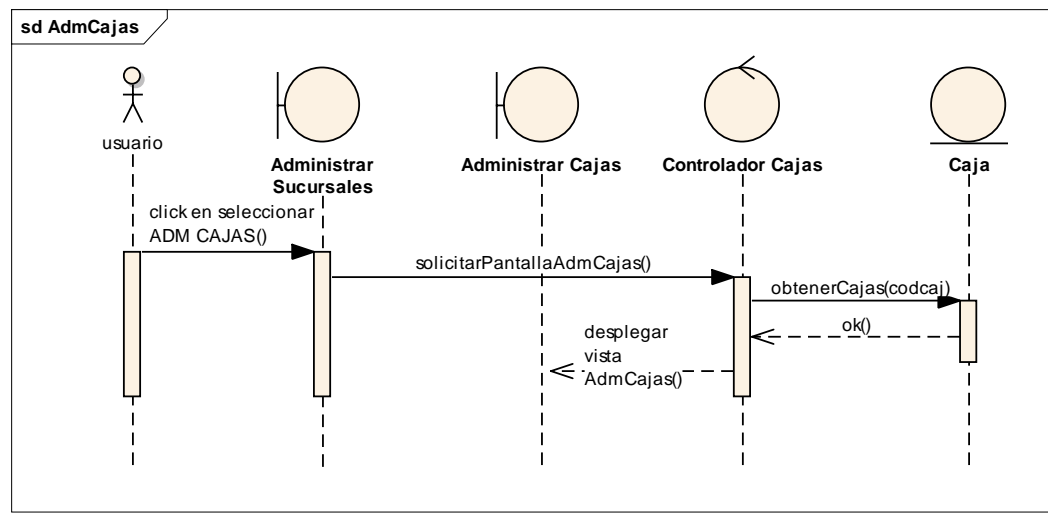 sd AdmCajas
usuario
Administrar
Sucursales
Administrar Cajas
Controlador Cajas
Caja
click en seleccionar
ADM CAJAS()
solicitarPantallaAdmCajas()
obtenerCajas(codcaj)
ok()
desplegar
vista
AdmCajas()